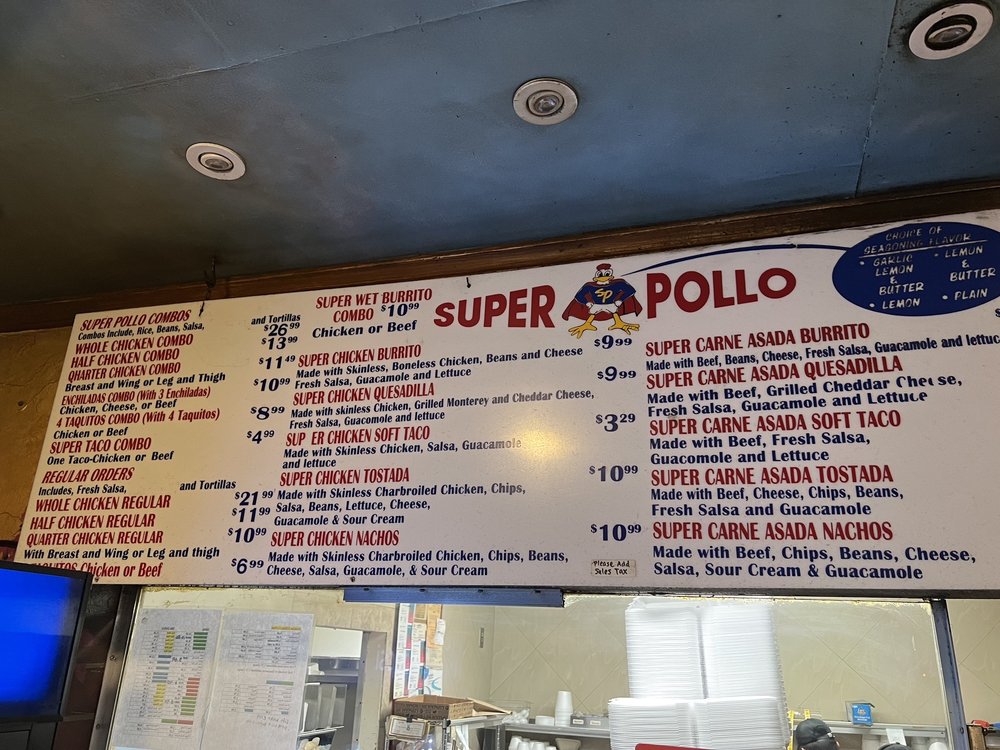 SUPER POLLO COMBOS
Combos Include, Rice, Beans, Salsa, and Tortillas
WHOLE CHICKEN COMBO $26.99
HALF CHICKEN COMBO $13.99
QHARTER CHICKEN COMBO $11.49
Breast and Wing or Leg and Thigh
ENCHILADAS COMBO (With 3 Enchiladas) $10.99
Chicken, Cheese, or Beef
4 TAQUITOS COMBO (With 4 Taquitos) $8.99
Chicken or Beef
SUPER TACO COMBO $4.99
One Taco-Chicken or Beef
REGULAR ORDERS
Includes, Fresh Salsa, and Tortillas
WHOLE CHICKEN REGULAR $21.99
HALF CHICKEN REGULAR $11.99
QUARTER CHICKEN REGULAR $10.99
With Breast and Wing or Leg and thigh
TAQUITOS Chicken or Beef $6.99
SUPER WET BURRITO
COMBO $10.99
Chicken or Beef
SUPER SP POLLO
SUPER CHICKEN BURRITO $9.99
Made with Skinless, Boneless Chicken, Beans and Cheese
Fresh Salsa, Guacamole and Lettuce
SUPER CHICKEN QUESADILLA $9.99
Made with skinless Chicken, Grilled Monterey and Cheddar Cheese,
Fresh Salsa, Guacomole and lettuce
SUP ER CHICKEN SOFT TACO $3.29
Made with Skinless Chicken, Salsa, Guacamole
and lettuce
SUPER CHICKEN TOSTADA $10.99
Made with Skinless Charbroiled Chicken, Chips,
Salsa, Beans, Lettuce, Cheese,
Guacamole & Sour Cream
SUPER CHICKEN NACHOS $10.99
Made with Skinless Charbroiled Chicken, Chips, Beans,
Cheese, Salsa, Guacamole, & Sour Cream
Please Add
Sales Tax
CHOICE OF
SEASONING FLAVOR
• GARLIC
LEMON
&
BUTTER
• LEMON
• LEMON
&
BUTTER
• PLAIN
SUPER CARNE ASADA BURRITO
Made with Beef, Beans, Cheese, Fresh Salsa, Guacamole and lettuc
SUPER CARNE ASADA QUESADILLA
Made with Beef, Grilled Cheddar Cheese,
Fresh Salsa, Guacamole and Lettuce
SUPER CARNE ASADA SOFT TACO
Made with Beef, Fresh Salsa,
Guacomole and Lettuce
SUPER CARNE ASADA TOSTADA
Made with Beef, Cheese, Chips, Beans,
Fresh Salsa and Guacamole
SUPER CARNE ASADA NACHOS
Made with Beef, Chips, Beans, Cheese,
Salsa, Sour Cream & Guacamole